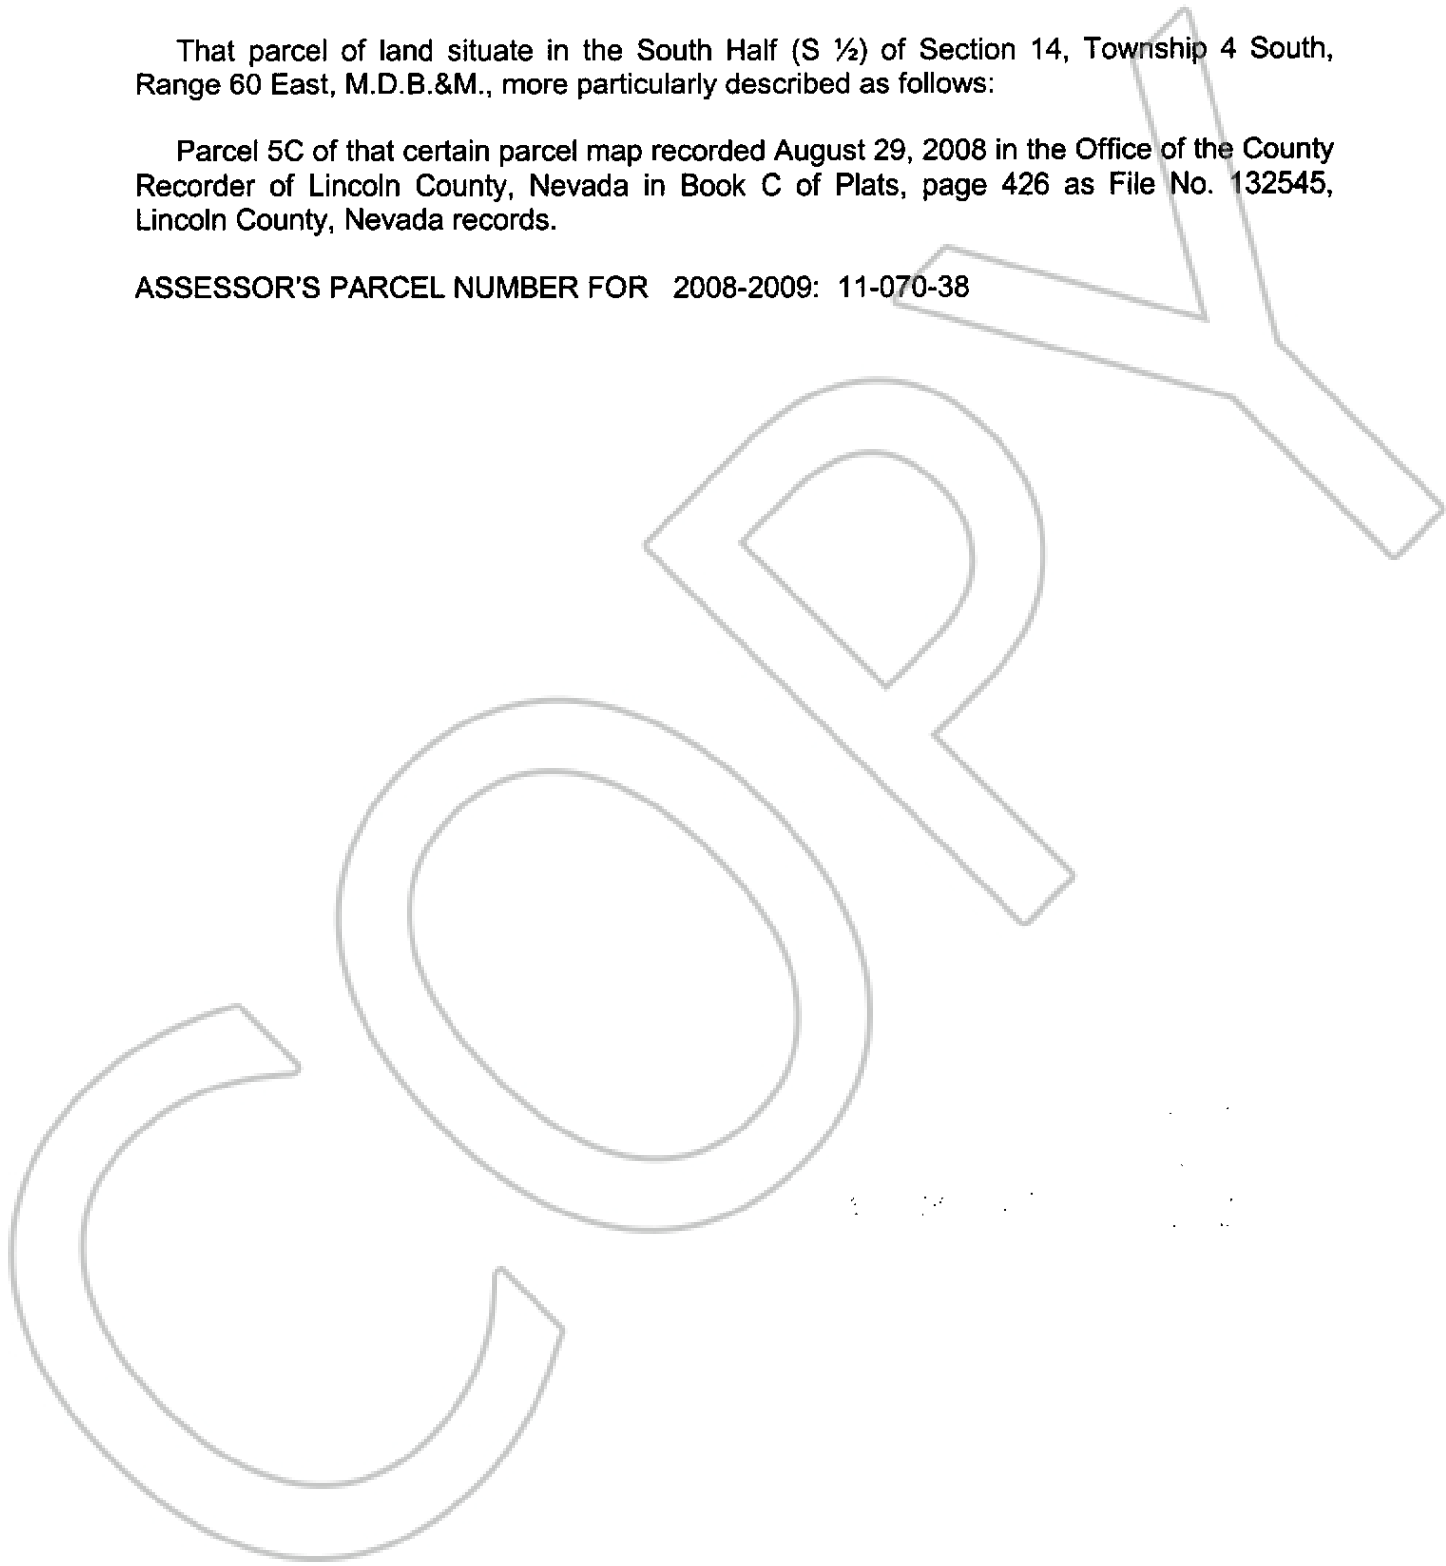 That parcel of land situate in the South Half (S ½) of Section 14, Township 4 South,
Range 60 East, M.D.B.&M., more particularly described as follows:
Parcel 5C of that certain parcel map recorded August 29, 2008 in the Office of the County
Recorder of Lincoln County, Nevada in Book C of Plats, page 426 as File No. 132545,
Lincoln County, Nevada records.
ASSESSOR'S PARCEL NUMBER FOR 2008-2009: 11-070-38
COPY